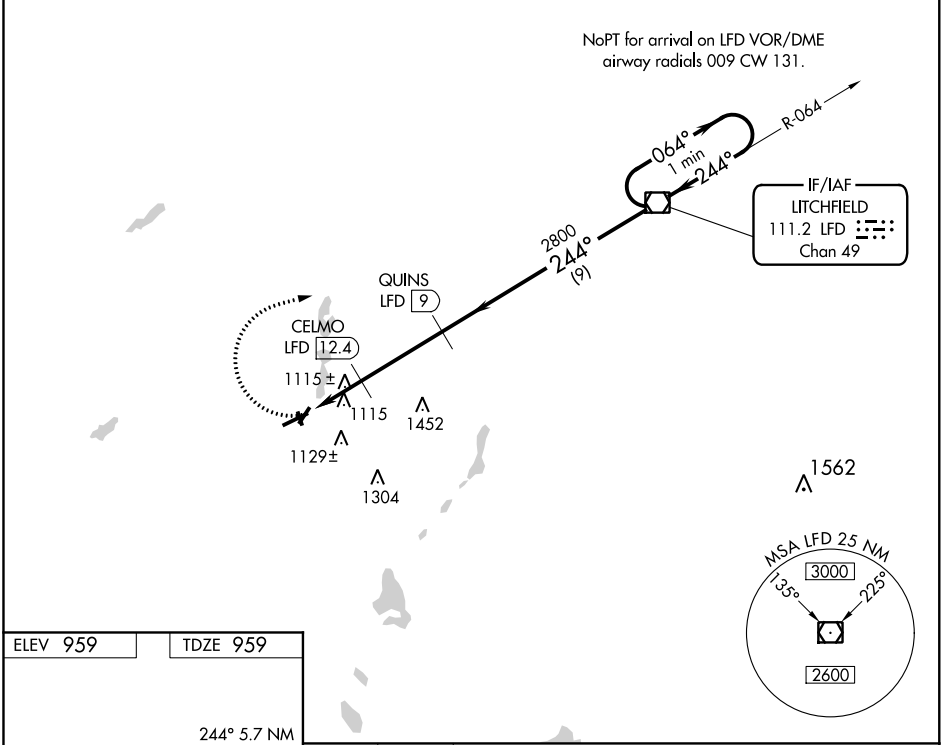 NoPT for arrival on LFD VOR/DME
airway radials 009 CW 131.
R-064
064°
1 min
244°
IF/IAF
LITCHFIELD
111.2 LFD
Chan 49
2800
244°
(9)
QUINS
LFD 9
CELMO
LFD 12.4
1115 ±
1115
1452
1129±
1304
1562
MSA LFD 25 NM
3000
135°
225°
2600
ELEV 959
TDZE 959
244° 5.7 NM